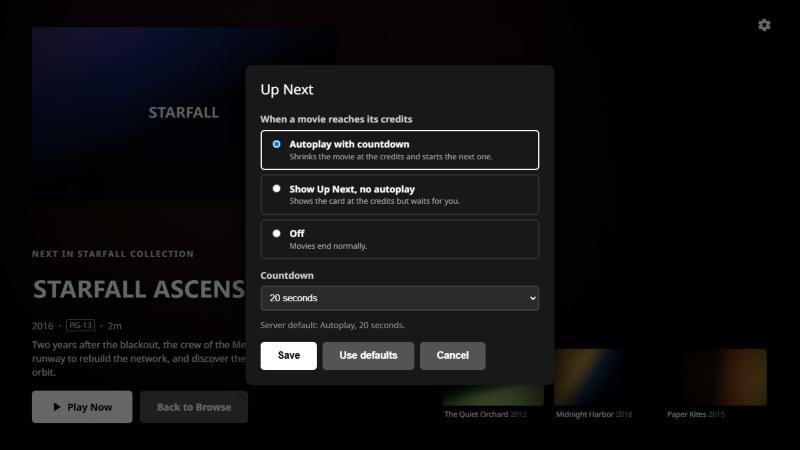 STARFALL
NEXT IN STARFALL COLLECTION
STARFALL ASCENS
2016 • PG-13 • 2m
Two years after the blackout, the crew of the Me
runway to rebuild the network, and discover the
orbit.
Play Now
Back to Browse
Up Next
When a movie reaches its credits
Autoplay with countdown
Shrinks the movie at the credits and starts the next one.
Show Up Next, no autoplay
Shows the card at the credits but waits for you.
Off
Movies end normally.
Countdown
20 seconds
Server default: Autoplay, 20 seconds.
Save
Use defaults
Cancel
The Quiet Orchard 2012
Midnight Harbor 2018
Paper Kites 2015